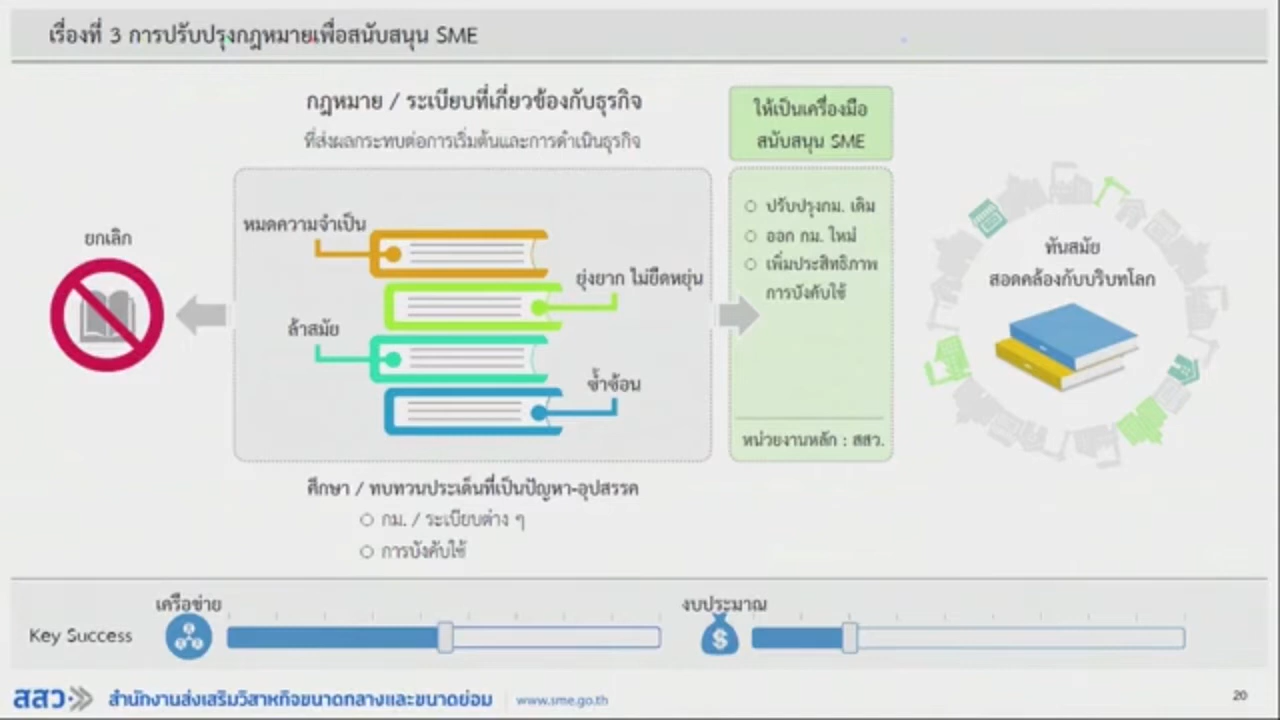 เรื่องที่ 3 การปรับปรุงกฎหมายเพื่อสนับสนุน SME
กฎหมาย / ระเบียบที่เกี่ยวข้องกับธุรกิจ
ที่ส่งผลกระทบต่อการเริ่มต้นและการดำเนินธุรกิจ
ให้เป็นเครื่องมือ
สนับสนุน SME
ยกเลิก
หมดความจำเป็น
ยุ่งยาก ไม่ยืดหยุ่น
ล้าสมัย
ซ้ำซ้อน
ปรับปรุงกม. เดิม
ออก กม. ใหม่
เพิ่มประสิทธิภาพ
การบังคับใช้
หน่วยงานหลัก : สสว.
ทันสมัย
สอดคล้องกับบริบทโลก
ศึกษา / ทบทวนประเด็นที่เป็นปัญหา-อุปสรรค
กม. / ระเบียบต่าง ๆ
การบังคับใช้
Key Success
เครือข่าย
งบประมาณ
$
สสว. สำนักงานส่งเสริมวิสาหกิจขนาดกลางและขนาดย่อม www.sme.go.th
20